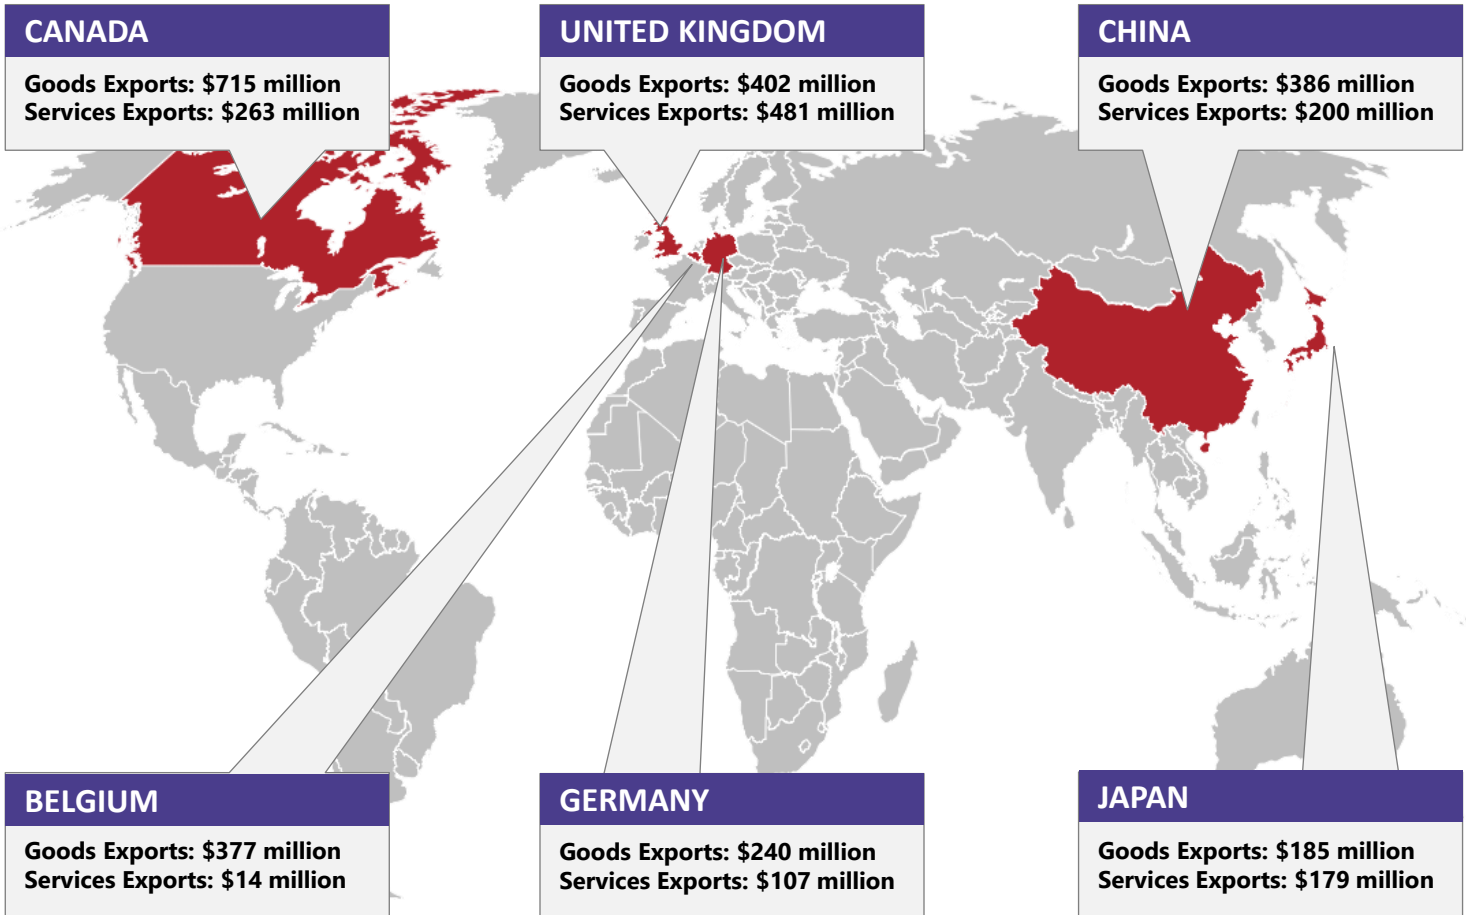 CANADA
Goods Exports: $715 million
Services Exports: $263 million
UNITED KINGDOM
Goods Exports: $402 million
Services Exports: $481 million
CHINA
Goods Exports: $386 million
Services Exports: $200 million
BELGIUM
Goods Exports: $377 million
Services Exports: $14 million
GERMANY
Goods Exports: $240 million
Services Exports: $107 million
JAPAN
Goods Exports: $185 million
Services Exports: $179 million